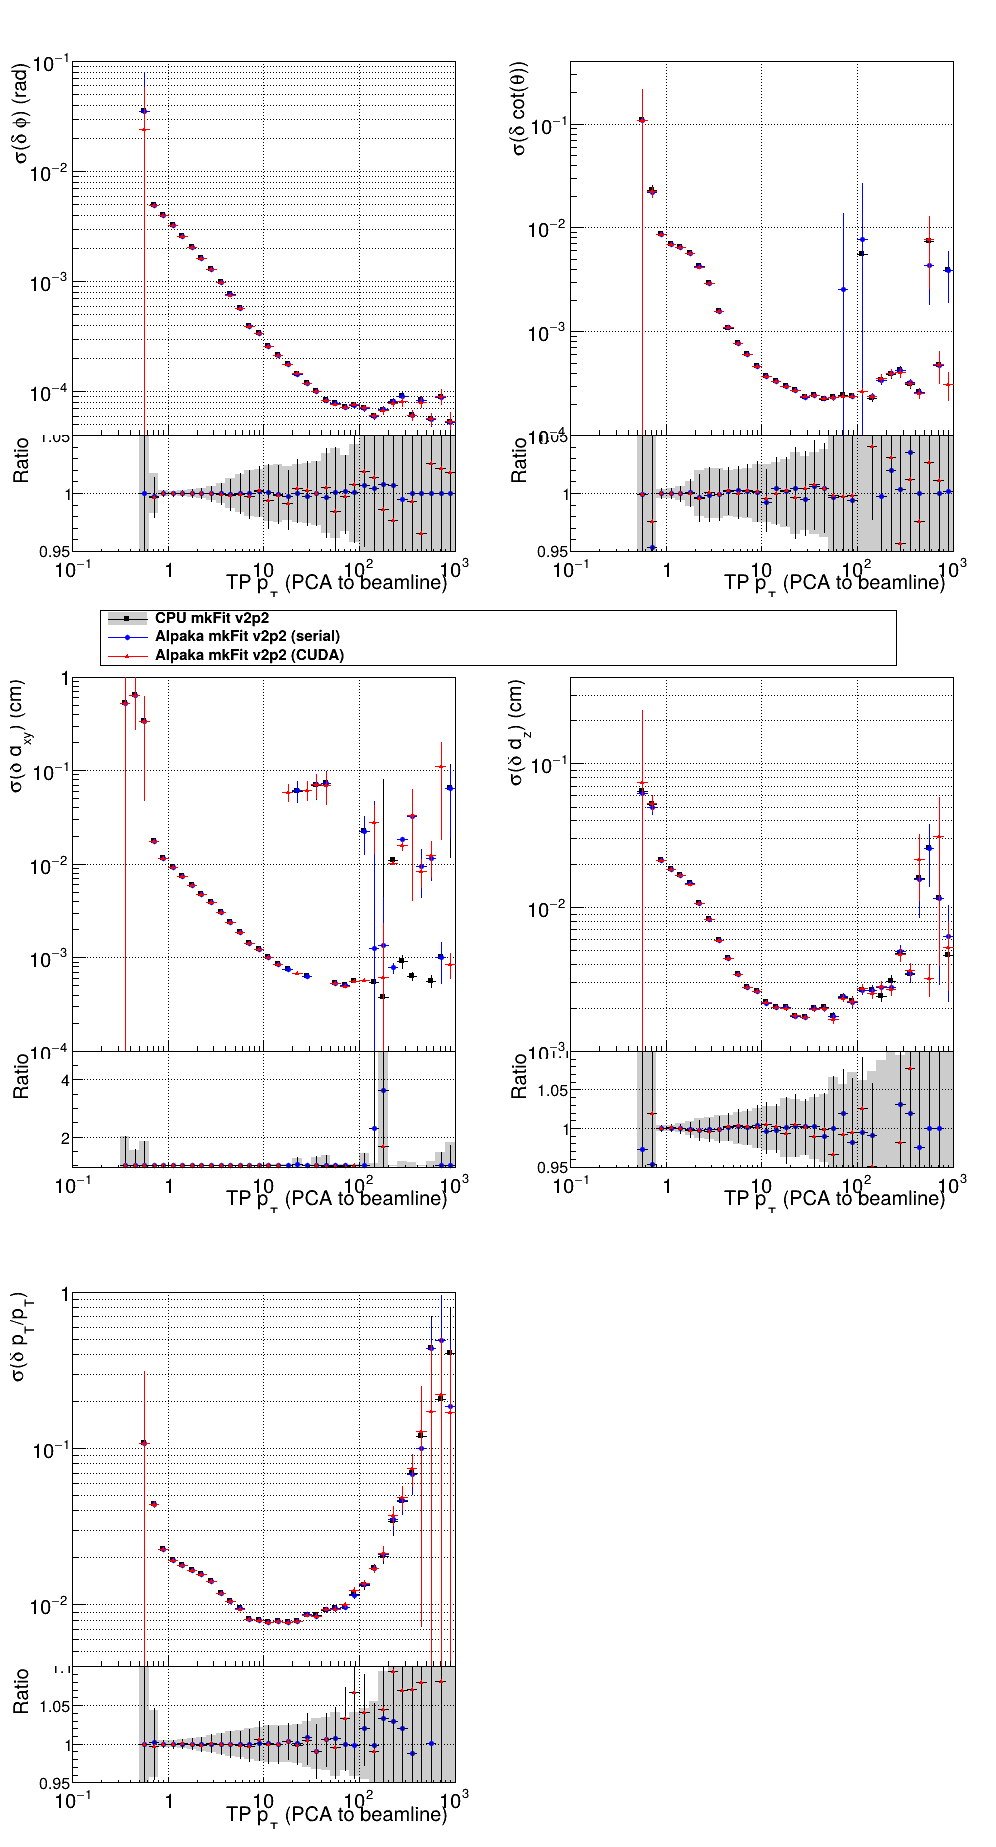 10⁻¹
10⁻²
10⁻³
10⁻⁴
σ(δ φ) (rad)
1.05
1
0.95
Ratio
10⁻¹ 1 10 10² 10³
TP p_T (PCA to beamline)
10⁻¹
10⁻²
10⁻³
10⁻⁴
σ(δ cot(θ))
1
0.95
Ratio
10⁻¹ 1 10 10² 10³
TP p_T (PCA to beamline)
CPU mkFit v2p2
Alpaka mkFit v2p2 (serial)
Alpaka mkFit v2p2 (CUDA)
1
10⁻¹
10⁻²
10⁻³
10⁻⁴
σ(δ d_xy) (cm)
4
2
Ratio
10⁻¹ 1 10 10² 10³
TP p_T (PCA to beamline)
10⁻¹
10⁻²
10⁻³
σ(δ d_z) (cm)
1.05
1
0.95
Ratio
10⁻¹ 1 10 10² 10³
TP p_T (PCA to beamline)
1
10⁻¹
10⁻²
σ(δ p_T/p_T)
1.1
1.05
1
0.95
Ratio
10⁻¹ 1 10 10² 10³
TP p_T (PCA to beamline)